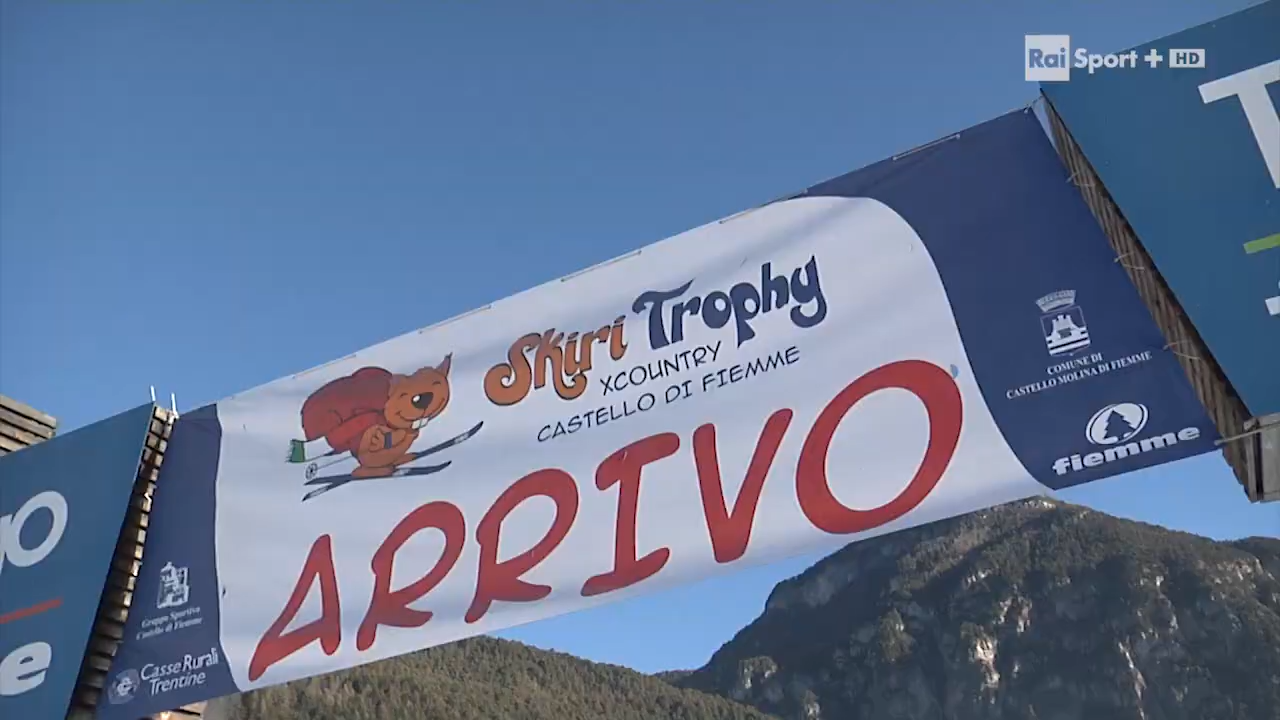 Rai Sport + HD
T
Skiri Trophy
XCOUNTRY
CASTELLO DI FIEMME
ARRIVO
COMUNE DI
CASTELLO MOLINA DI FIEMME
fiemme
Gruppo Sportivo
Castello di Fiemme
Casse Rurali
Trentine
go
e